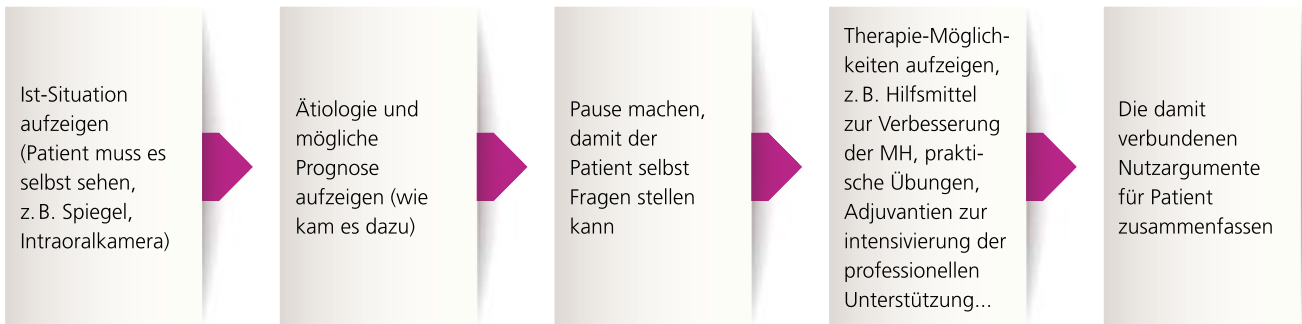 Ist-Situation
aufzeigen
(Patient muss es
selbst sehen,
z. B. Spiegel,
Intraoralkamera)
Ätiologie und
mögliche
Prognose
aufzeigen (wie
kam es dazu)
Pause machen,
damit der
Patient selbst
Fragen stellen
kann
Therapie-Möglich-
keiten aufzeigen,
z. B. Hilfsmittel
zur Verbesserung
der MH, prakti-
sche Übungen,
Adjuvantien zur
intensivierung der
professionellen
Unterstützung...
Die damit
verbundenen
Nutzargumente
für Patient
zusammenfassen